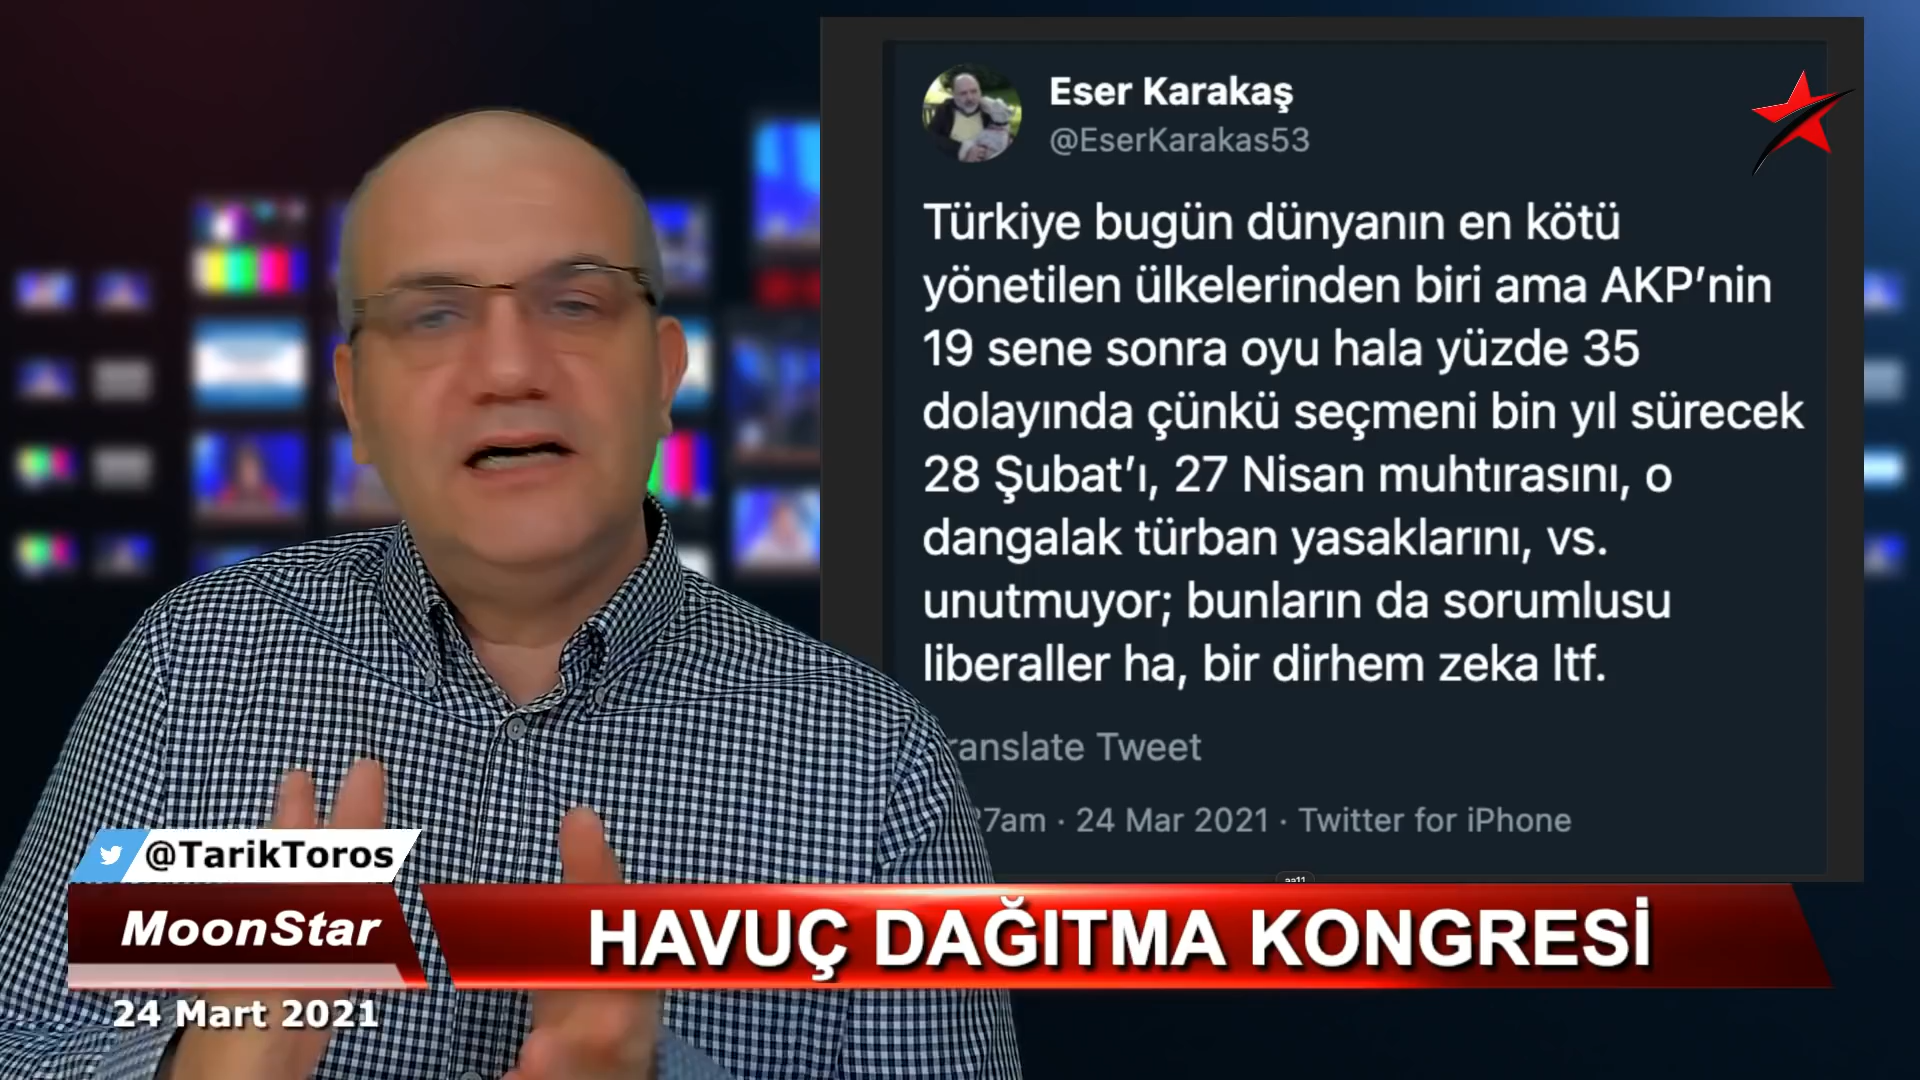 Eser Karakaş
@EserKarakas53
Türkiye bugün dünyanın en kötü
yönetilen ülkelerinden biri ama AKP’nin
19 sene sonra oyu hala yüzde 35
dolayında çünkü seçmeni bin yıl sürecek
28 Şubat’ı, 27 Nisan muhtırasını, o
dangalak türban yasaklarını, vs.
unutmuyor; bunların da sorumlusu
liberaller ha, bir dirhem zeka ltf.
ranslate Tweet
7am · 24 Mar 2021 · Twitter for iPhone
aa11
@TarikToros
MoonStar
HAVUÇ DAĞITMA KONGRESİ
24 Mart 2021